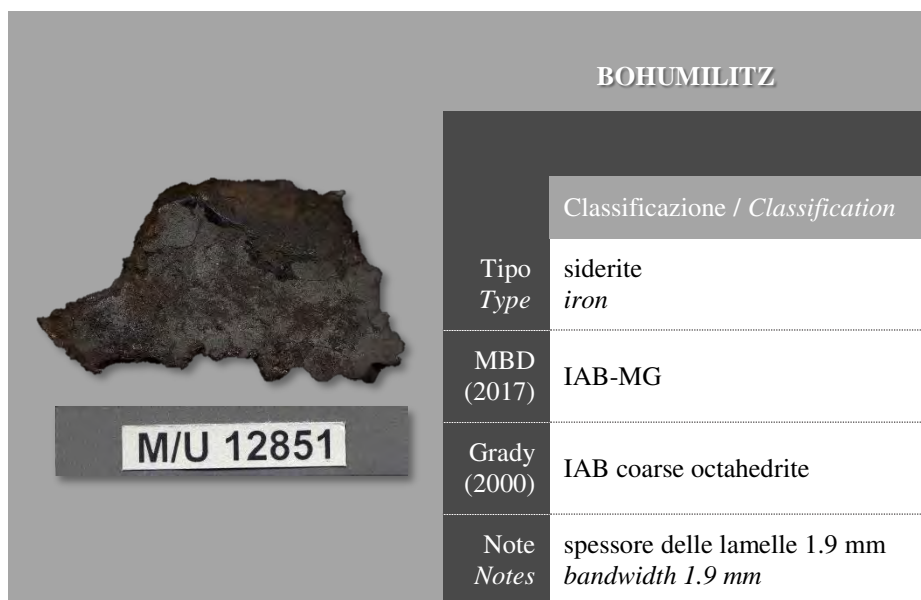 BOHUMILITZ
M/U 12851
Classificazione / Classification
Tipo
Type
siderite
iron
MBD
(2017)
IAB-MG
Grady
(2000)
IAB coarse octahedrite
Note
Notes
spessore delle lamelle 1.9 mm
bandwidth 1.9 mm